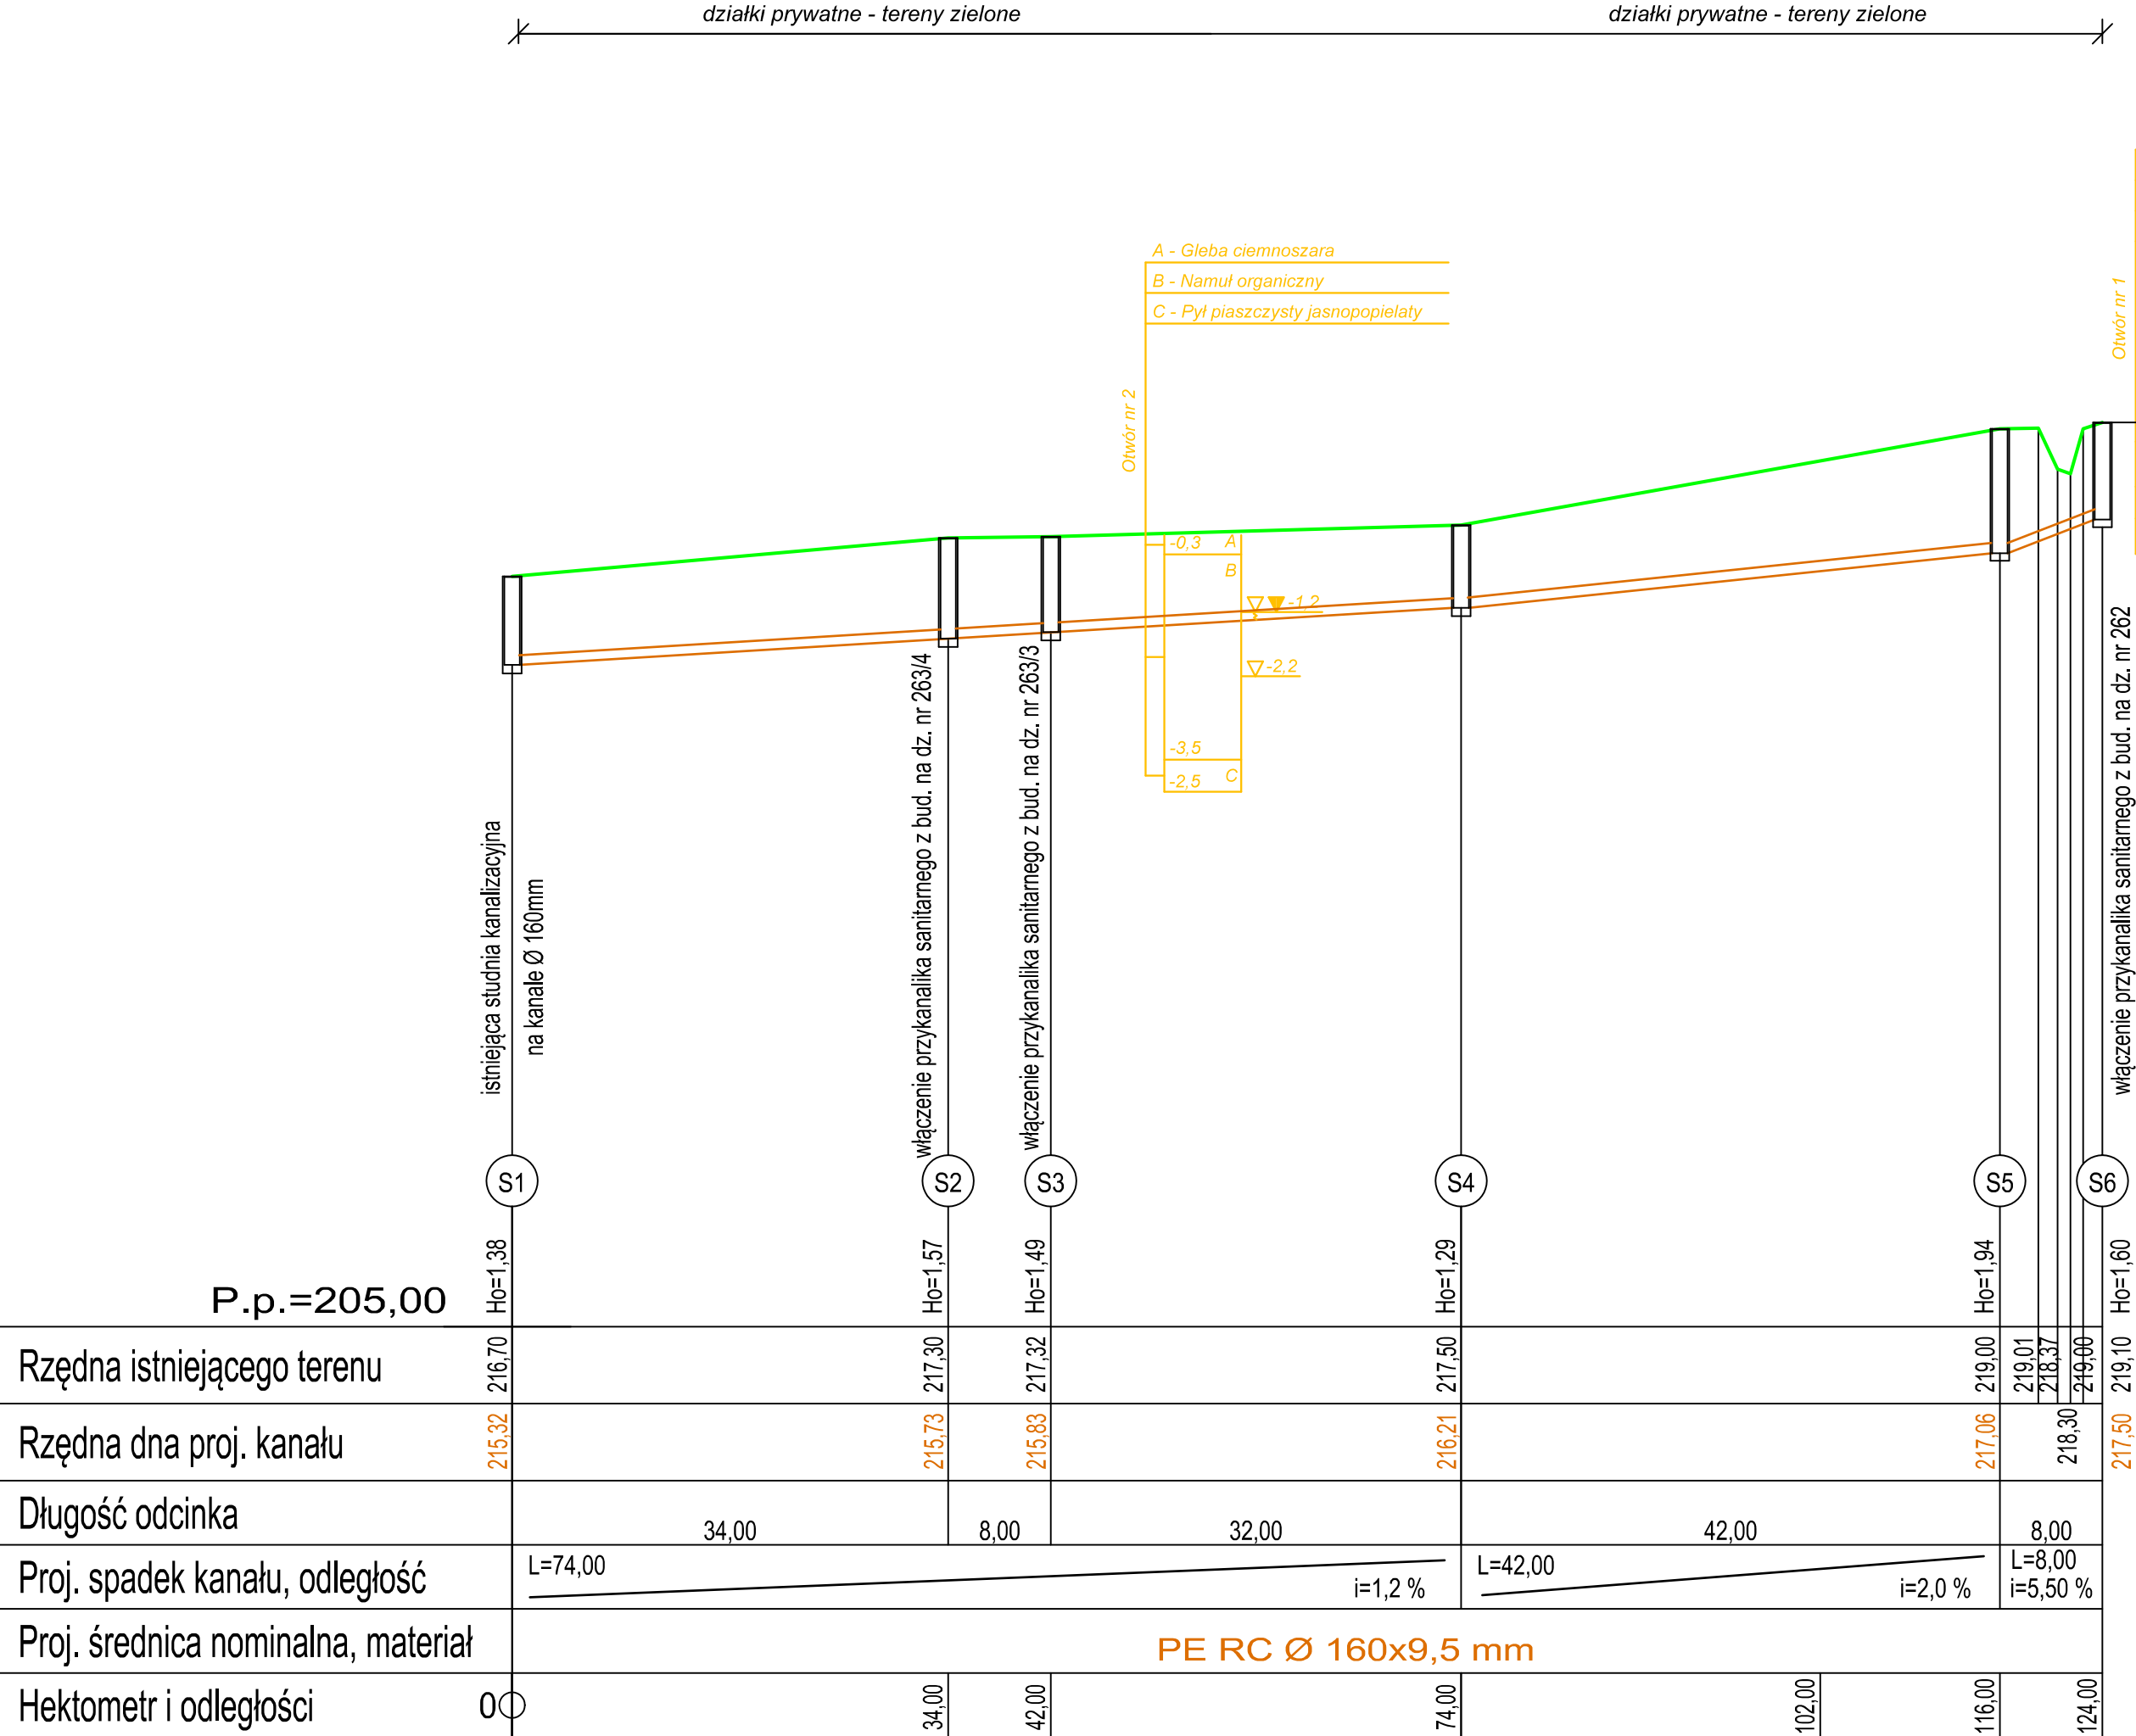 działki prywatne - tereny zielone
działki prywatne - tereny zielone
A - Gleba ciemnoszara
B - Namuł organiczny
C - Pył piaszczysty jasnopopielaty
Otwór nr 2
Otwór nr 1
-0,3
A
B
-1,2
-2,2
-3,5
-2,5
C
istniejąca studnia kanalizacyjna
na kanale Ø 160mm
włączenie przykanalika sanitarnego z bud. na dz. nr 263/4
włączenie przykanalika sanitarnego z bud. na dz. nr 263/3
włączenie przykanalika sanitarnego z bud. na dz. nr 262
S1
S2
S3
S4
S5
S6
Ho=1,38
Ho=1,57
Ho=1,49
Ho=1,29
Ho=1,94
Ho=1,60
P.p.=205,00
Rzędna istniejącego terenu
216,70
217,30
217,32
217,50
219,00
219,01
218,37
218,30
219,00
219,10
Rzędna dna proj. kanału
215,32
215,73
215,83
216,21
217,06
217,50
Długość odcinka
34,00
8,00
32,00
42,00
8,00
Proj. spadek kanału, odległość
L=74,00
i=1,2 %
L=42,00
i=2,0 %
L=8,00
i=5,50 %
Proj. średnica nominalna, materiał
PE RC Ø 160x9,5 mm
Hektometr i odległości
0
34,00
42,00
74,00
102,00
116,00
124,00